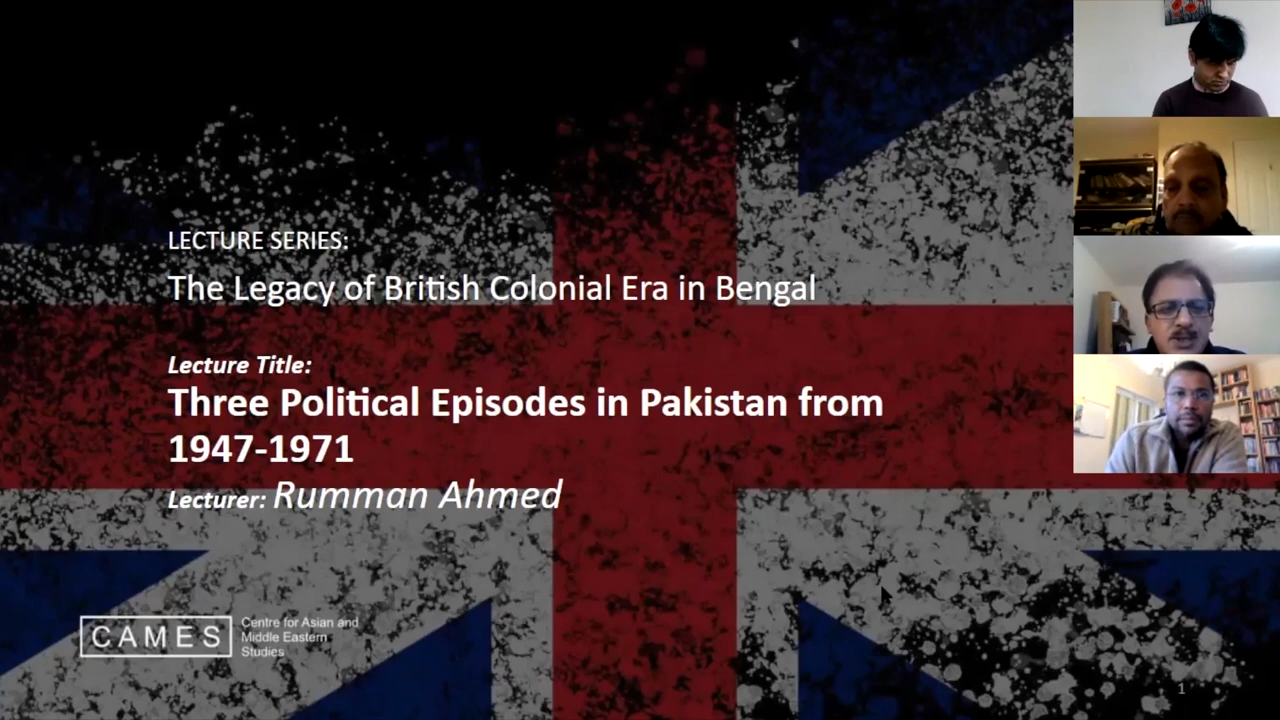 LECTURE SERIES:
The Legacy of British Colonial Era in Bengal
Lecture Title:
Three Political Episodes in Pakistan from
1947-1971
Lecturer: Rumman Ahmed
CAMES
Centre for Asian and
Middle Eastern
Studies
1